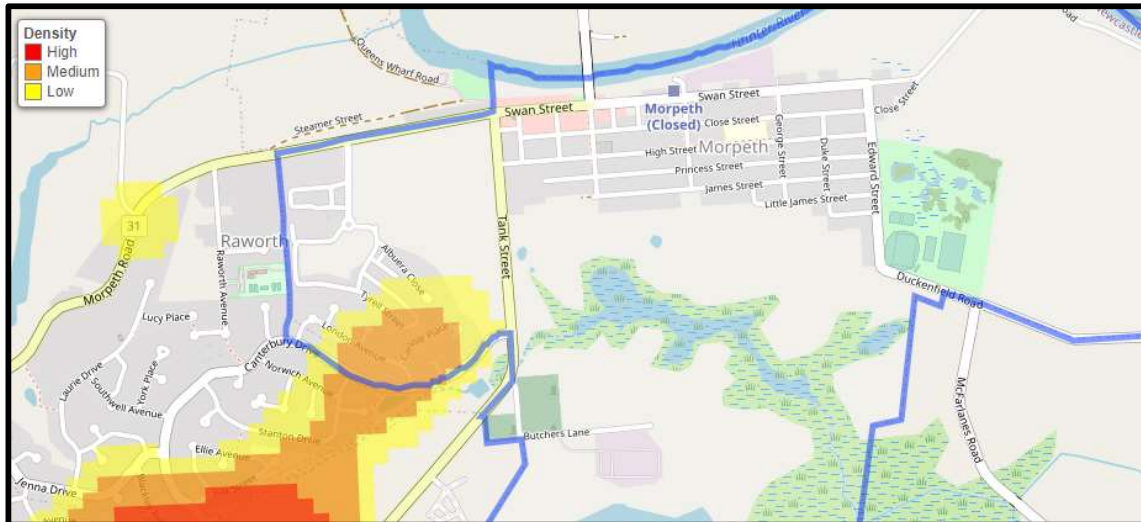 Density
High
Medium
Low
Queens Wharf Road
Hunter River
Road
Newcastle
Steamer Street
Swan Street
Swan Street
Morpeth
(Closed)
Close Street
Close Street
Morpeth
High Street
George Street
Duke Street
Edward Street
Princess Street
James Street
Little James Street
31
Raworth
Raworth Avenue
Tank Street
Albuera Close
Morpeth Road
Tyrell Street
Duckenfield Road
Lucy Place
London Avenue
Canterbury Drive
Laurie Drive
York Place
Southwell Avenue
Norwich Avenue
McFarlanes Road
Stanton Drive
Butchers Lane
Ellie Avenue
Jenna Drive